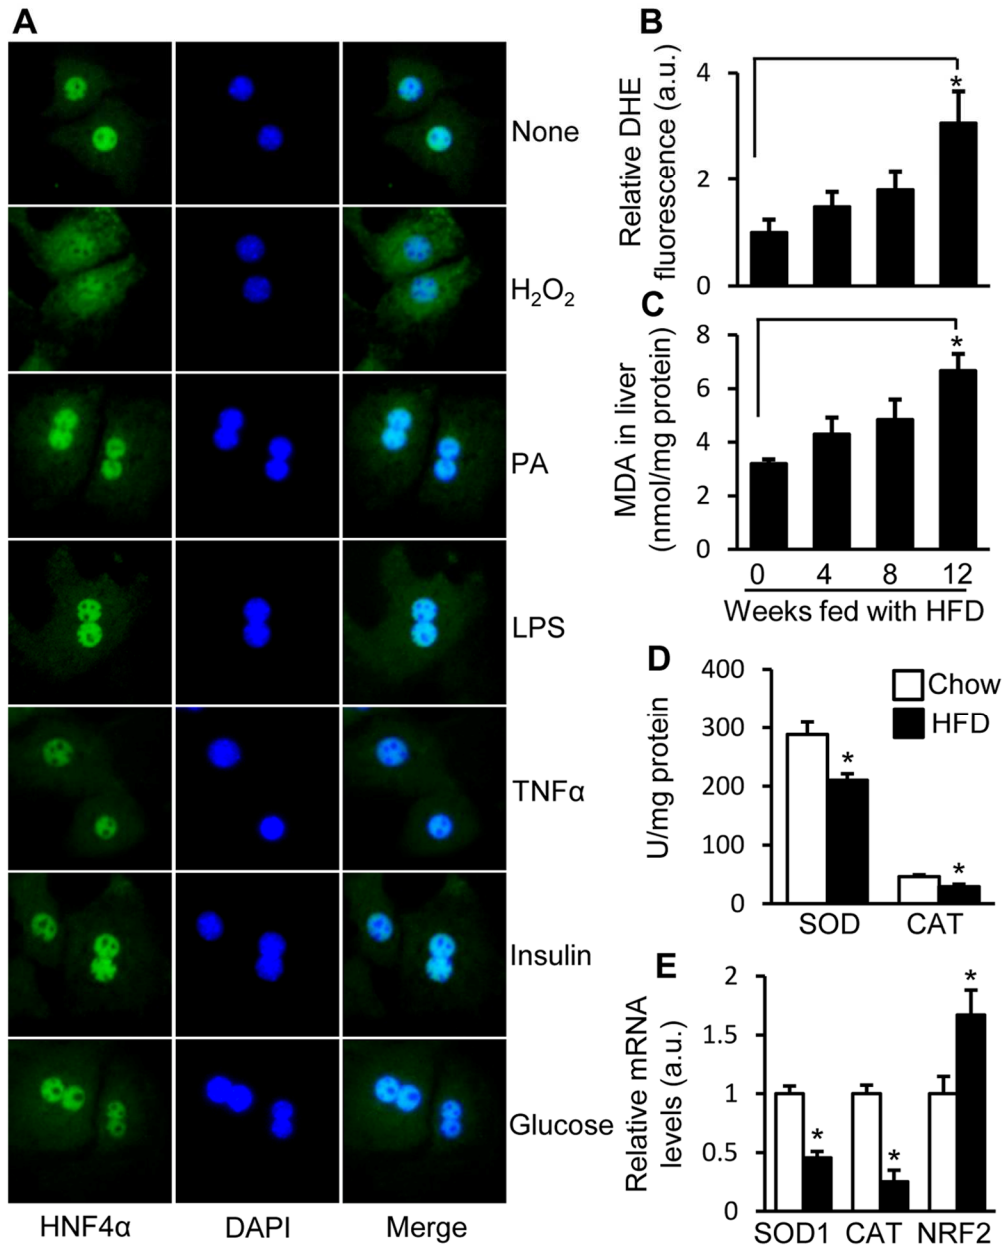 A
None
H₂O₂
PA
LPS
TNFα
Insulin
Glucose
HNF4α DAPI Merge
B
Relative DHE
fluorescence (a.u.)
4
2
0
*
C
MDA in liver
(nmol/mg protein)
8
6
4
2
0
*
0 4 8 12
Weeks fed with HFD
D
U/mg protein
400
300
200
100
0
Chow
HFD
*
*
SOD CAT
E
Relative mRNA
levels (a.u.)
2
1.5
1
0.5
0
*
*
*
SOD1 CAT NRF2